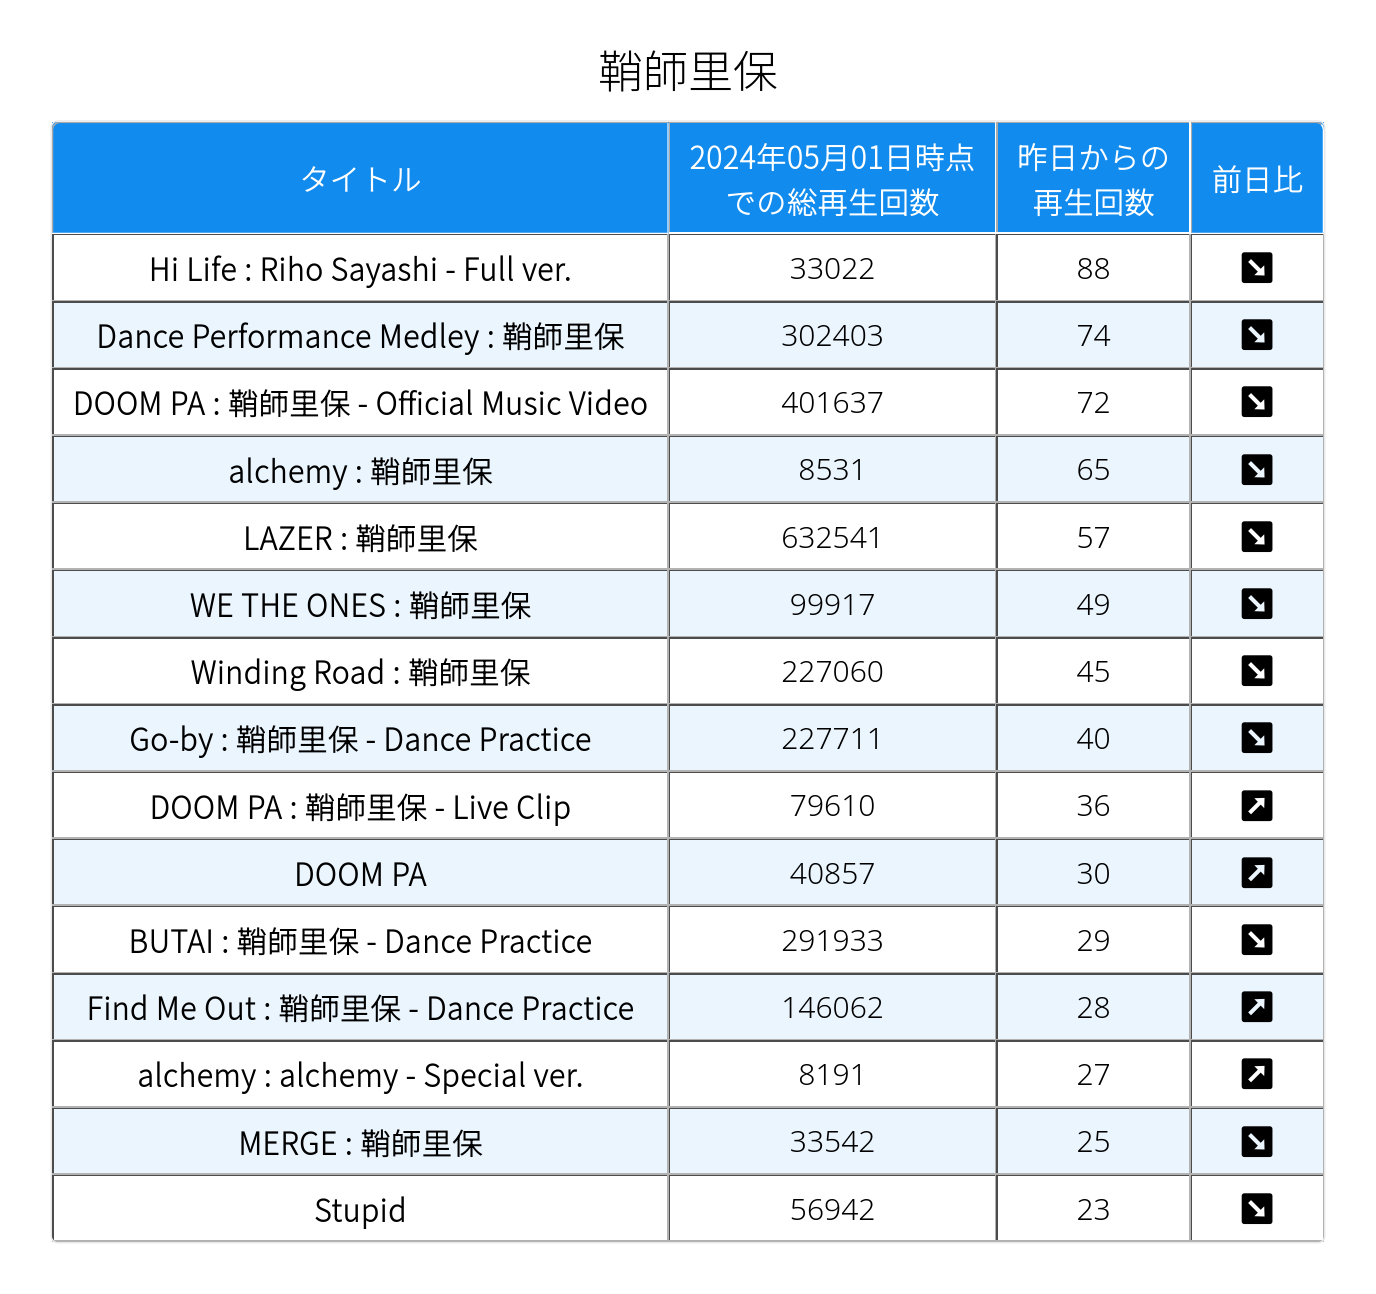 鞘師里保
タイトル
2024年05月01日時点
での総再生回数
昨日からの
再生回数
前日比
Hi Life : Riho Sayashi - Full ver. 33022 88 ↘
Dance Performance Medley : 鞘師里保 302403 74 ↘
DOOM PA : 鞘師里保 - Official Music Video 401637 72 ↘
alchemy : 鞘師里保 8531 65 ↘
LAZER : 鞘師里保 632541 57 ↘
WE THE ONES : 鞘師里保 99917 49 ↘
Winding Road : 鞘師里保 227060 45 ↘
Go-by : 鞘師里保 - Dance Practice 227711 40 ↘
DOOM PA : 鞘師里保 - Live Clip 79610 36 ↗
DOOM PA 40857 30 ↗
BUTAI : 鞘師里保 - Dance Practice 291933 29 ↘
Find Me Out : 鞘師里保 - Dance Practice 146062 28 ↗
alchemy : alchemy - Special ver. 8191 27 ↗
MERGE : 鞘師里保 33542 25 ↘
Stupid 56942 23 ↘